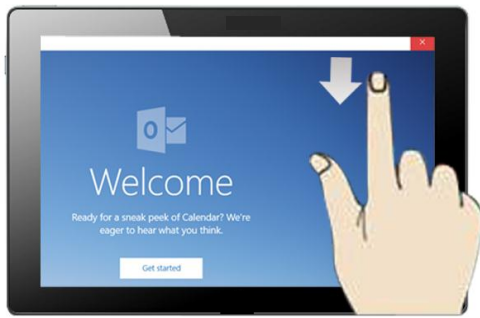 Welcome
Ready for a sneak peek of Calendar? We're
eager to hear what you think.
Get started